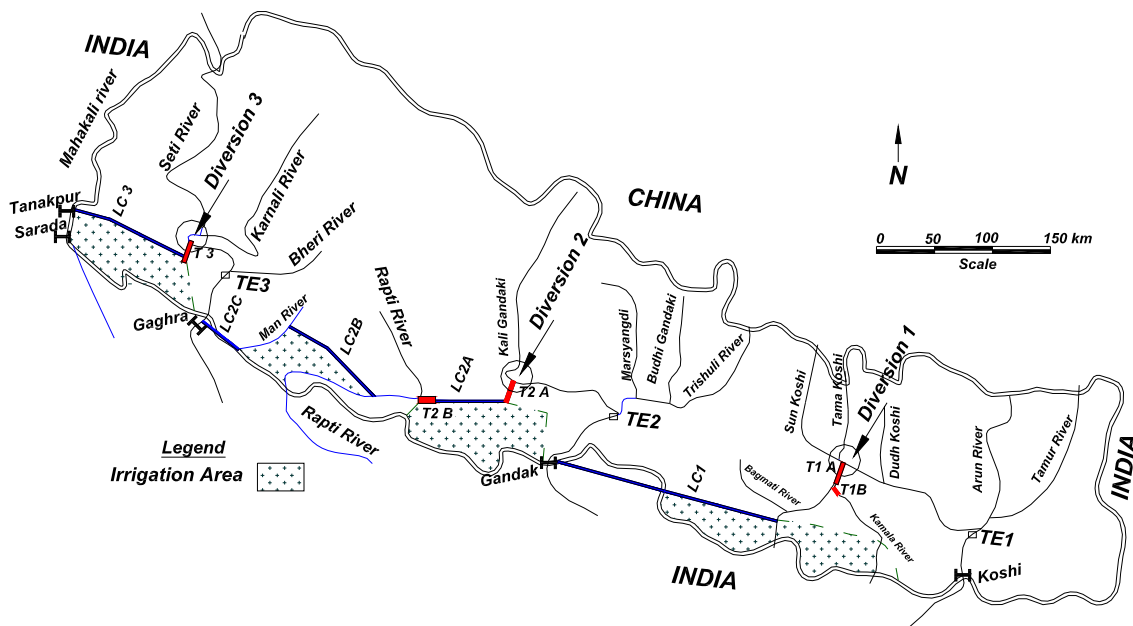 INDIA
Mahakali river
Seti River
Diversion 3
Karnali River
Bheri River
Tanakpur
Sarada
LC 3
T 3
TE3
Gaghra
LC2C
Man River
LC2B
Rapti River
Rapti River
LC2A
T2 B
T2 A
Kali Gandaki
Diversion 2
CHINA
N
0 50 100 150 km
Scale
Marsyangdi
Budhi Gandaki
Trishuli River
TE2
Gandak
LC1
Sun Koshi
Tama Koshi
Diversion 1
Dudh Koshi
Arun River
Tamur River
INDIA
T1 A
T1B
Bagmati River
Kamala River
TE1
Koshi
INDIA
Legend
Irrigation Area